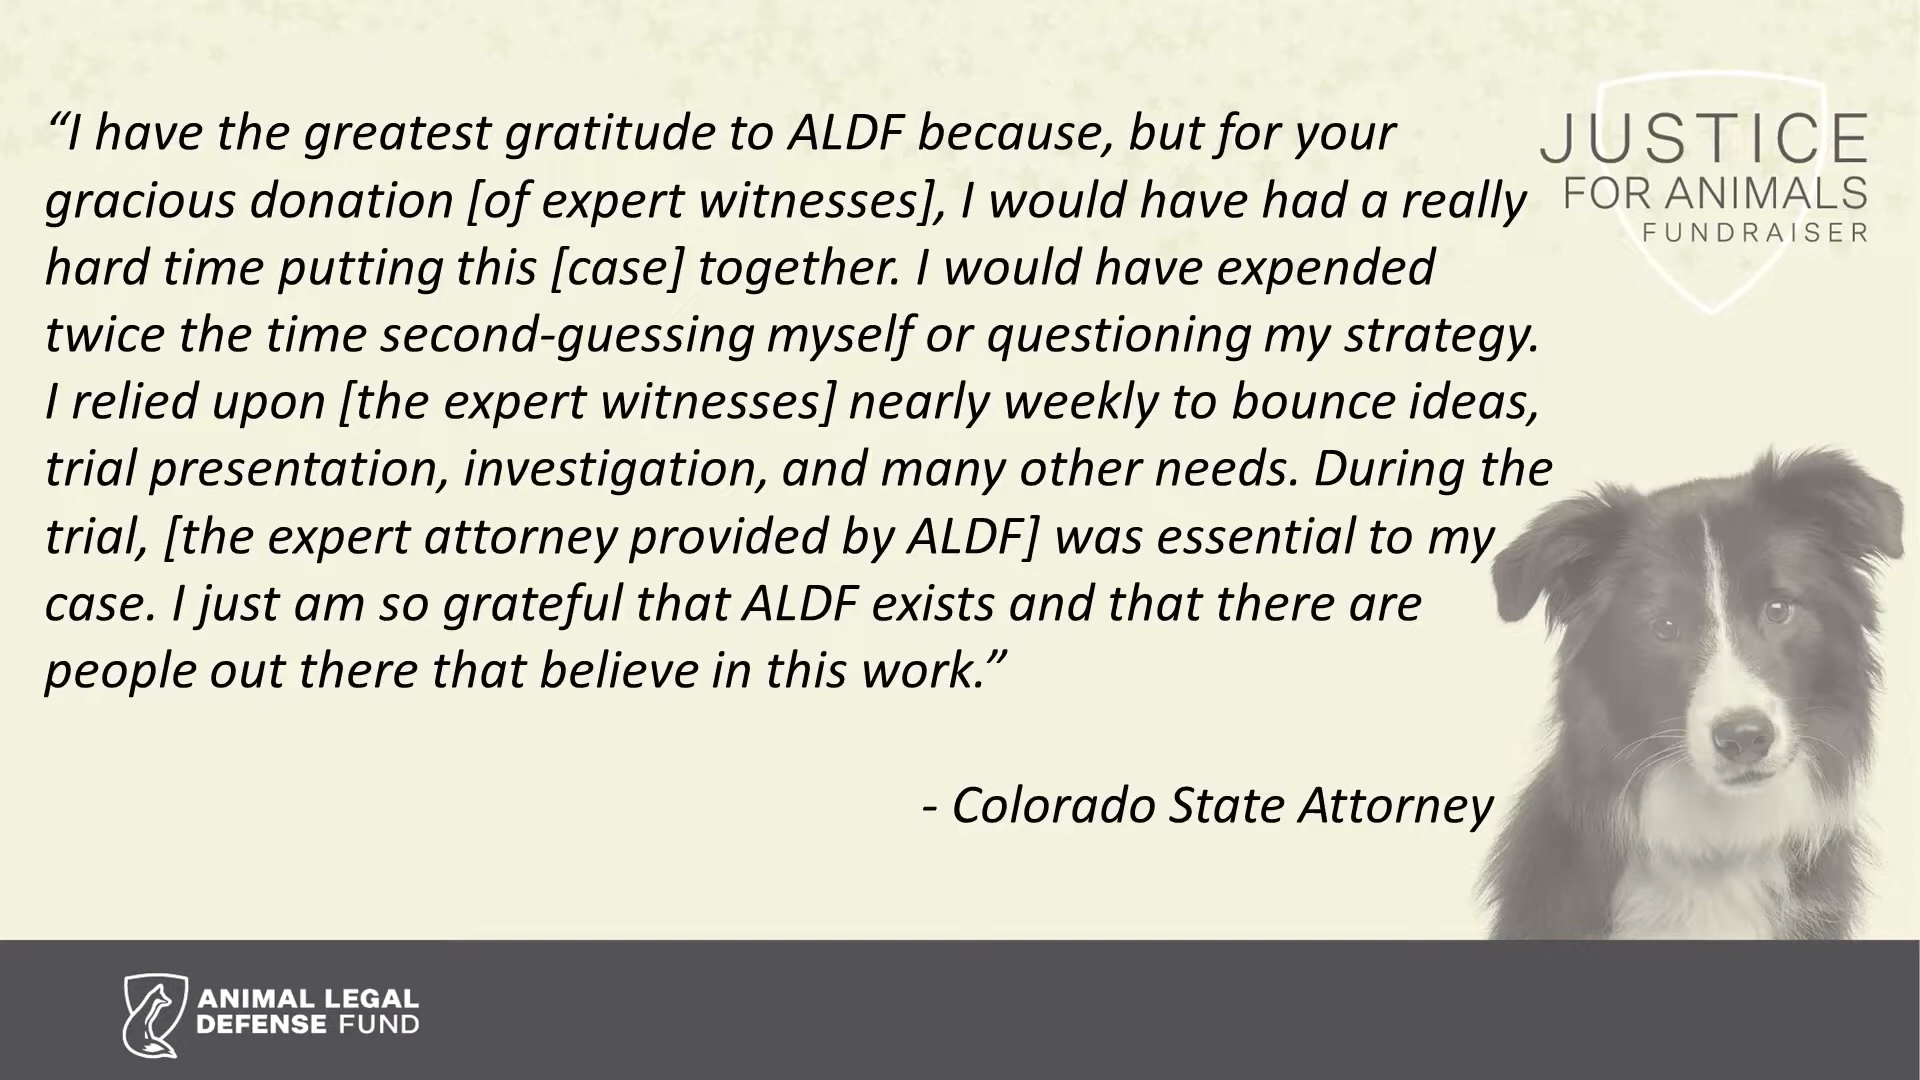 “I have the greatest gratitude to ALDF because, but for your
gracious donation [of expert witnesses], I would have had a really
hard time putting this [case] together. I would have expended
twice the time second-guessing myself or questioning my strategy.
I relied upon [the expert witnesses] nearly weekly to bounce ideas,
trial presentation, investigation, and many other needs. During the
trial, [the expert attorney provided by ALDF] was essential to my
case. I just am so grateful that ALDF exists and that there are
people out there that believe in this work.”
- Colorado State Attorney
JUSTICE
FOR ANIMALS
FUNDRAISER
ANIMAL LEGAL
DEFENSE FUND